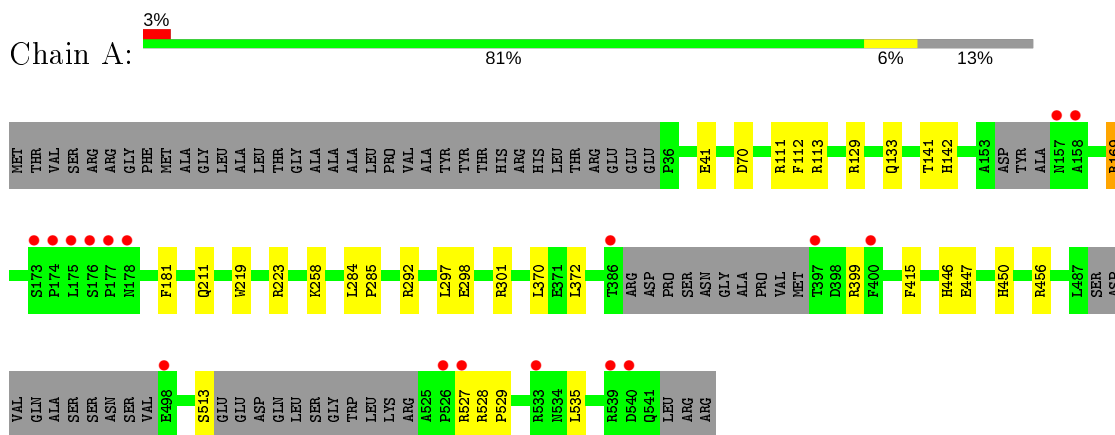 3%
Chain A:
81% 6% 13%
MET THR VAL SER ARG ARG GLY PHE MET ALA GLY LEU ALA LEU THR GLY ALA ALA ALA LEU PRO VAL ALA TYR TYR THR HIS ARG HIS LEU THR ARG GLU GLU GLU P36 E41 D70 R111 F112 R113 R129 Q133 T141 H142 A153 ASP TYR ALA N157 A158 R169
S173 P174 L175 S176 P177 N178 F181 Q211 W219 R223 K258 L284 P285 R292 L297 E298 R301 L370 E371 L372 T386 ARG ASP PRO SER ASN GLY ALA PRO VAL MET T397 D398 R399 F400 F415 H446 E447 H450 R456 L487 SER ASP
VAL GLN ALA SER SER ASN SER VAL E498 S513 GLU GLU ASP GLN LEU SER GLY TRP LEU LYS ARG A525 P526 R527 R528 P529 R533 N534 L535 R539 D540 Q541 LEU ARG ARG